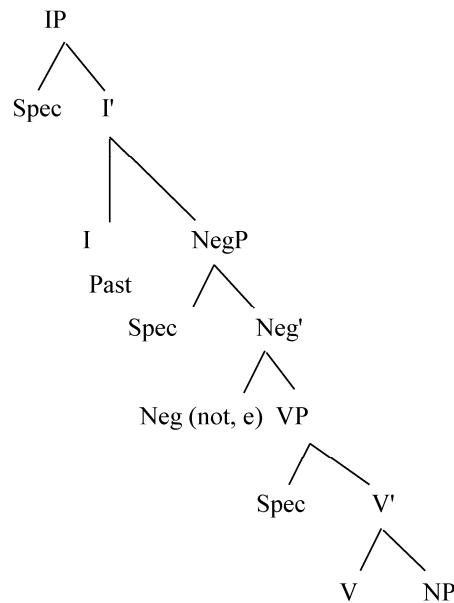 IP
Spec I'
I NegP
Past
Spec Neg'
Neg (not, e) VP
Spec V'
V NP